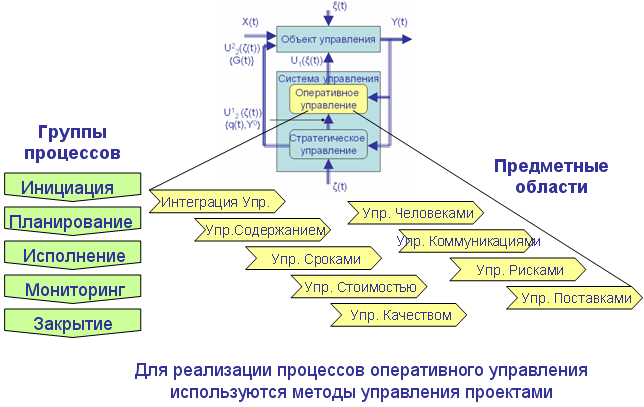 ξ(t)
X(t)
Y(t)
Объект управления
U²₂(ζ(t))
{G(t)}
U₁(ξ(t))
Система управления
Оперативное
управление
U¹₂(ζ(t))
{q(t),Y⁰}
Стратегическое
управление
ζ(t)
Группы
процессов
Инициация
Планирование
Исполнение
Мониторинг
Закрытие
Предметные
области
Интеграция Упр.
Упр.Содержанием
Упр. Сроками
Упр. Стоимостью
Упр. Качеством
Упр. Человеками
Упр. Коммуникациями
Упр. Рисками
Упр. Поставками
Для реализации процессов оперативного управления
используются методы управления проектами